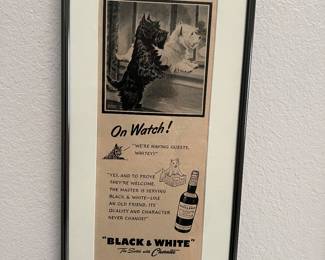 On Watch!
"WE'RE HAVING GUESTS,
WHITEY!"
"YES, AND TO PROVE
THEY'RE WELCOME,
THE MASTER IS SERVING
BLACK & WHITE—LIKE
AN OLD FRIEND, ITS
QUALITY AND CHARACTER
NEVER CHANGE!"
"BLACK & WHITE"
The Scotch with Character